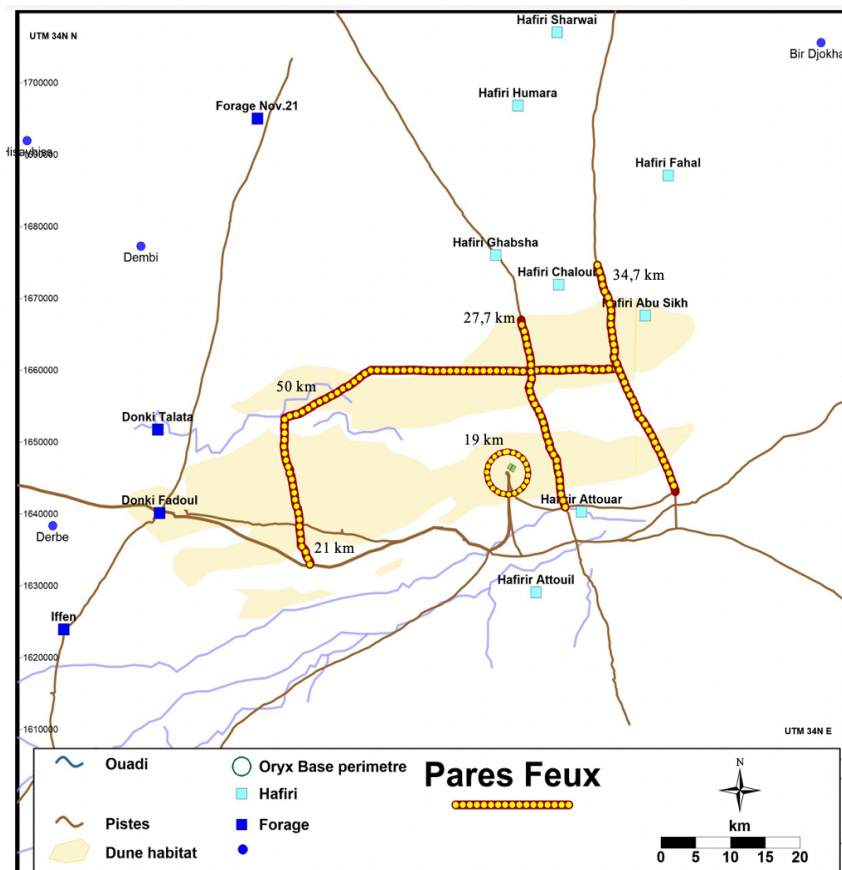 UTM 34N N
Hafiri Sharwai
Bir Djokha
1700000
Forage Nov.21
Hafiri Humara
1690000
Hafiri Fahal
1680000
Dembi
Hafiri Ghabsha
Hafiri Chalouf
34,7 km
1670000
27,7 km
Hafiri Abu Sikh
1660000
50 km
Donki Talata
1650000
19 km
Donki Fadoul
1640000
Hafirir Attouar
Derbe
21 km
Hafirir Attouil
1630000
Iffen
1620000
1610000
UTM 34N E
Ouadi
Oryx Base perimetre
Pares Feux
N
Hafiri
Pistes
Forage
km
Dune habitat
0 5 10 15 20